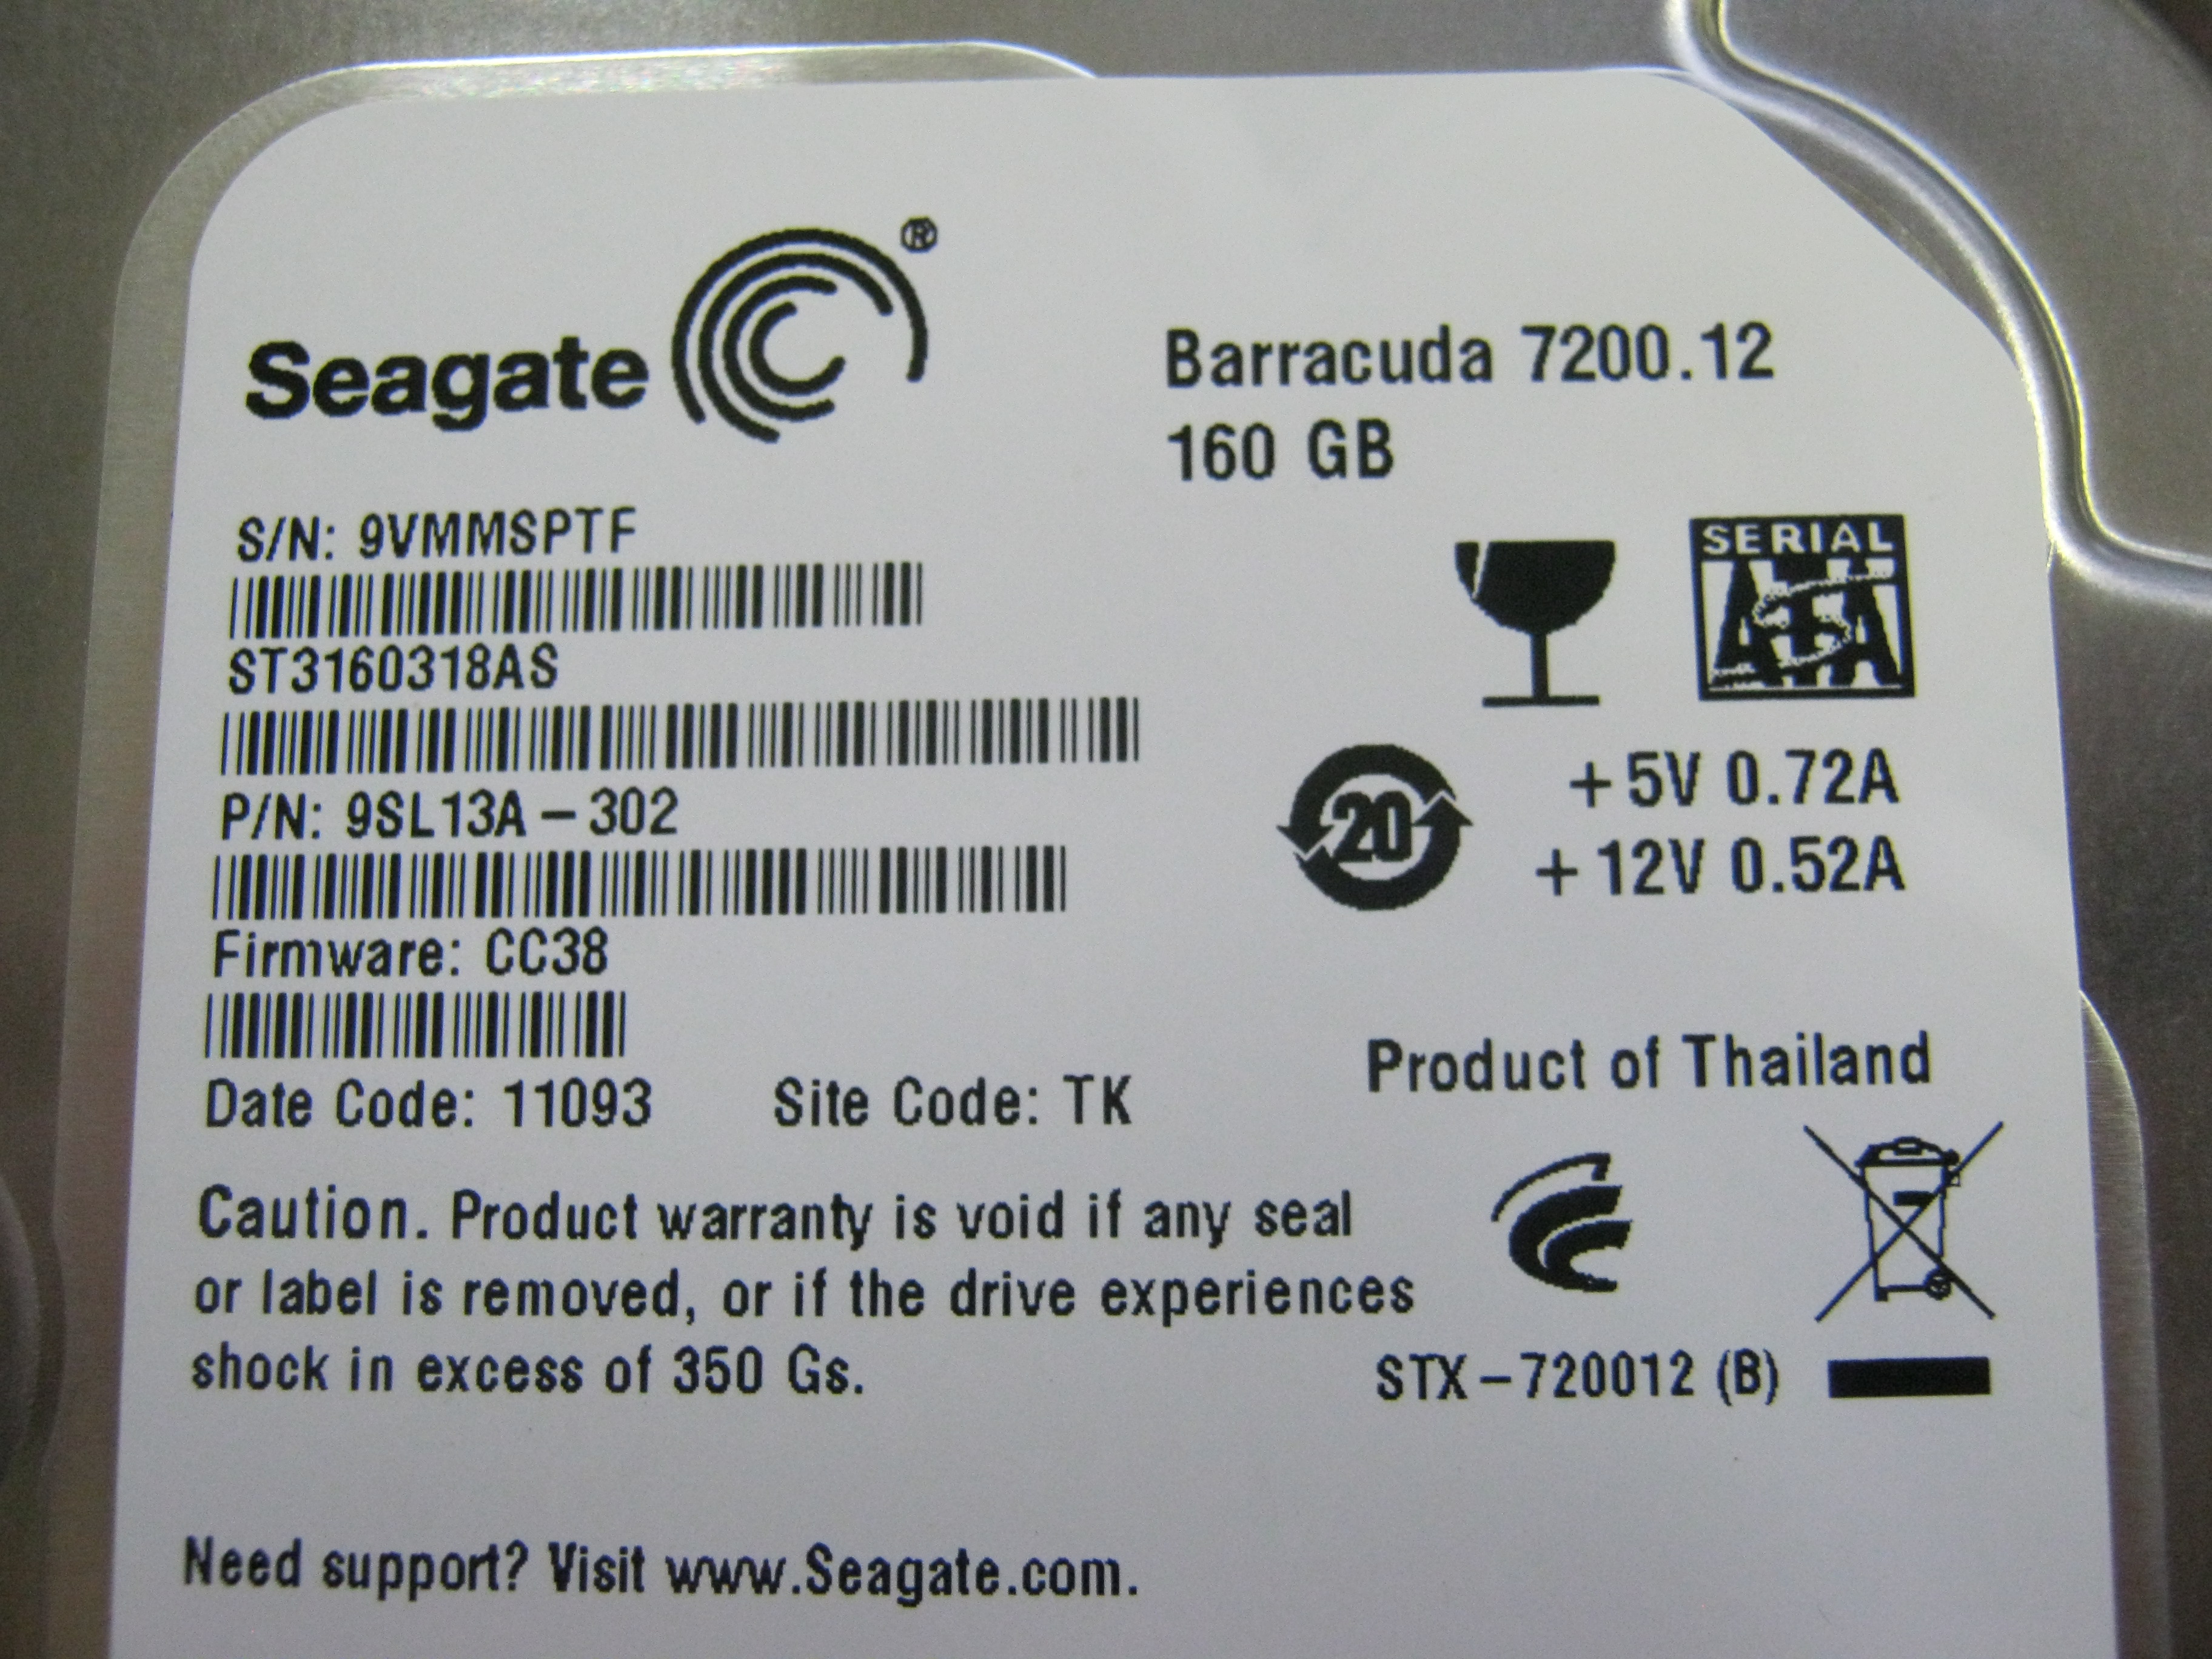 Seagate ®
Barracuda 7200.12
160 GB
S/N: 9VMMSPTF
ST3160318AS
P/N: 9SL13A-302
Firmware: CC38
Date Code: 11093 Site Code: TK
SERIAL
ATA
20
+5V 0.72A
+12V 0.52A
Product of Thailand
Caution. Product warranty is void if any seal
or label is removed, or if the drive experiences
shock in excess of 350 Gs.
STX-720012 (B)
Need support? Visit www.Seagate.com.